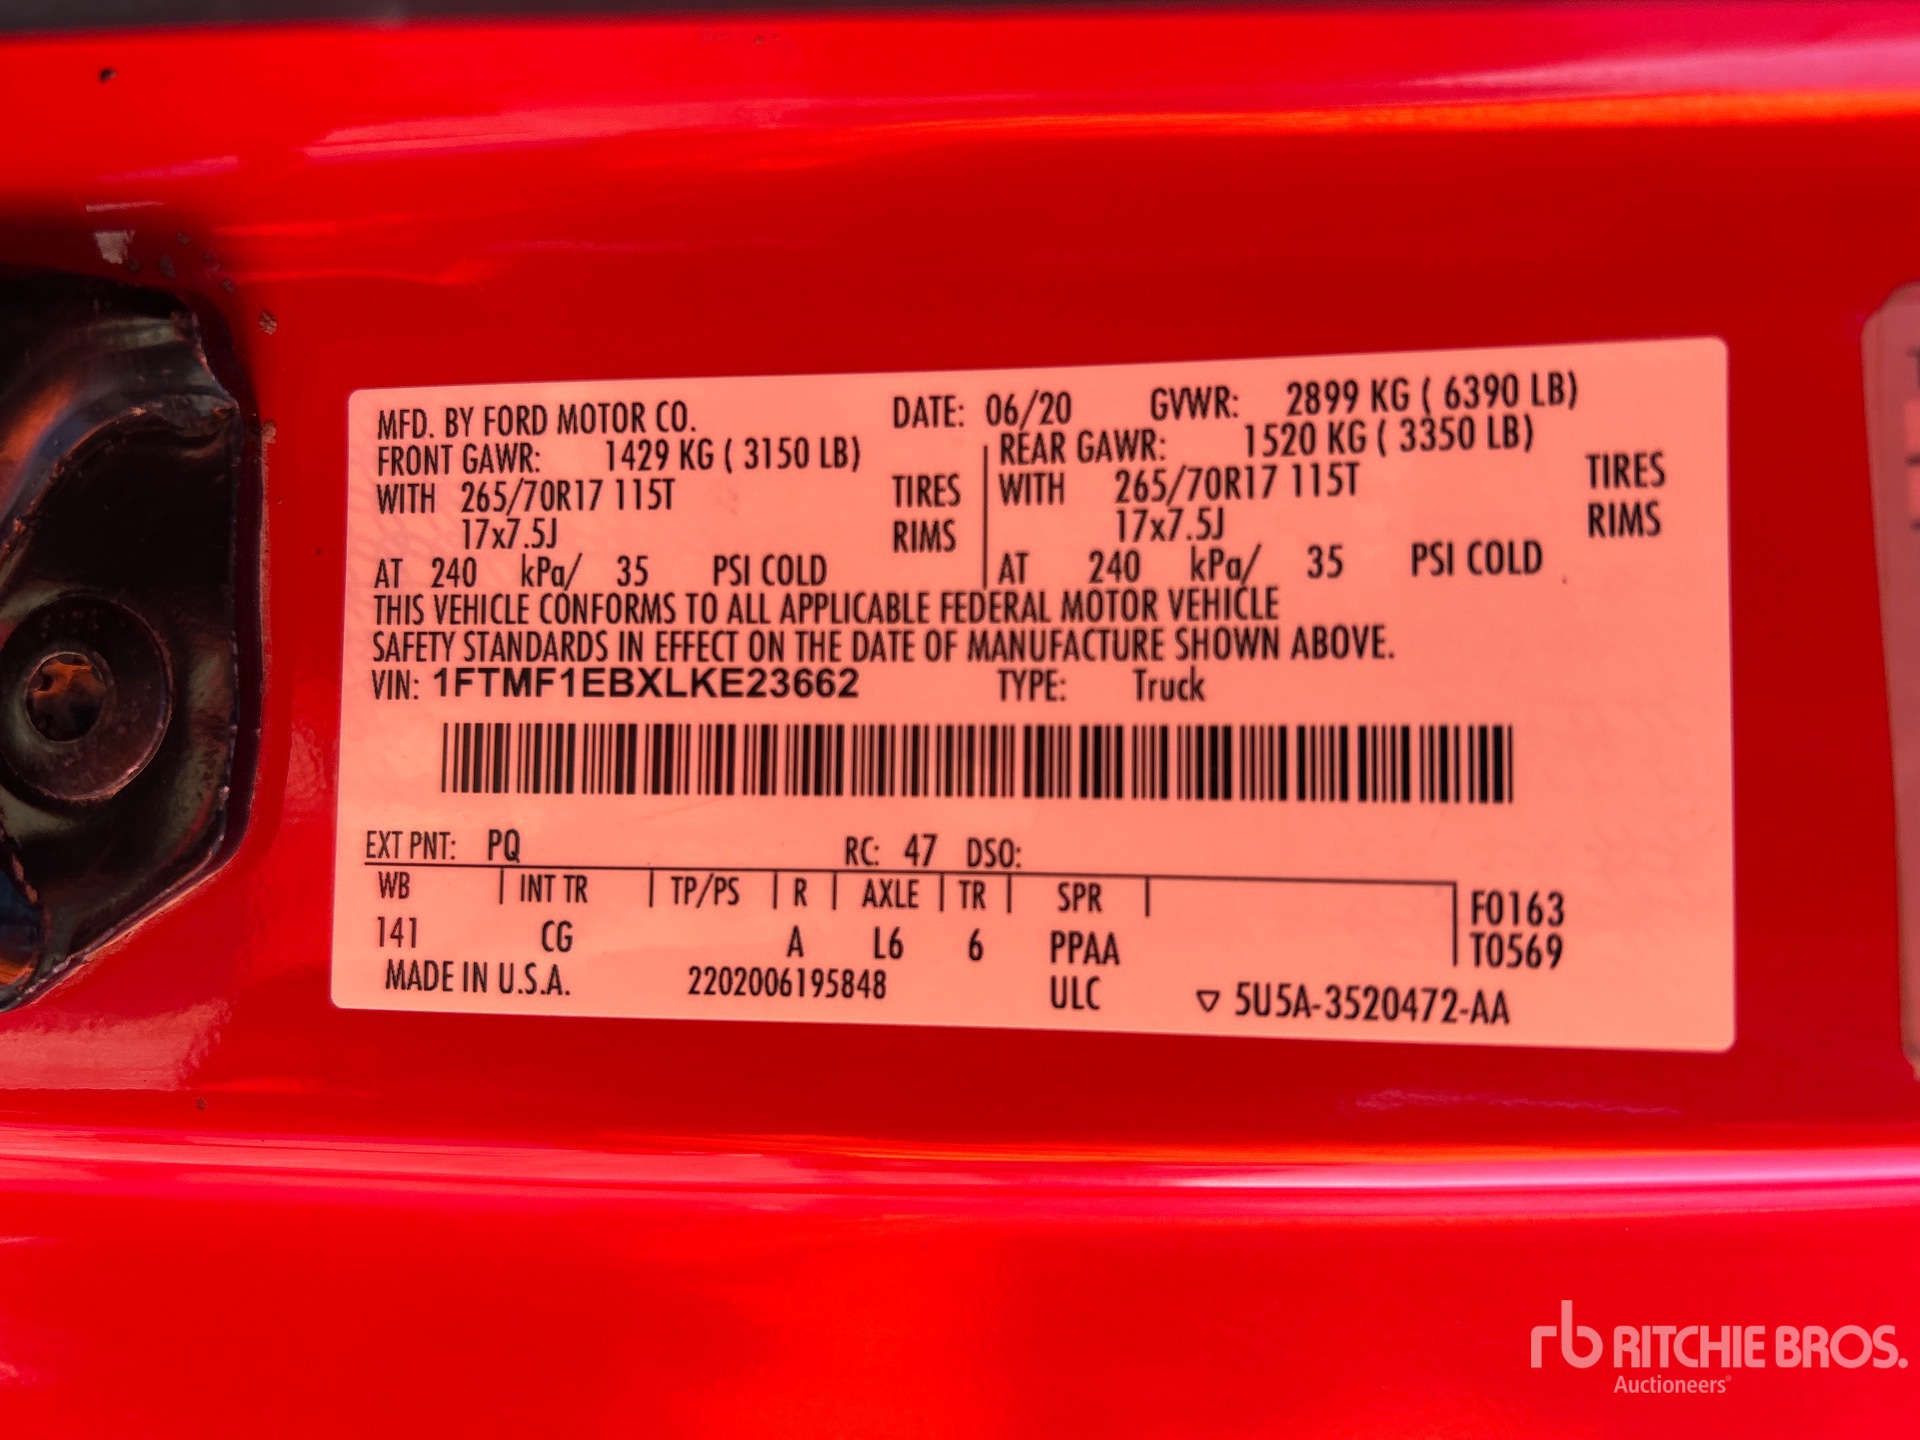 MFD. BY FORD MOTOR CO. DATE: 06/20 GVWR: 2899 KG ( 6390 LB)
FRONT GAWR: 1429 KG ( 3150 LB) REAR GAWR: 1520 KG ( 3350 LB)
WITH 265/70R17 115T TIRES WITH 265/70R17 115T TIRES
17x7.5J RIMS 17x7.5J RIMS
AT 240 kPa/ 35 PSI COLD AT 240 kPa/ 35 PSI COLD
THIS VEHICLE CONFORMS TO ALL APPLICABLE FEDERAL MOTOR VEHICLE
SAFETY STANDARDS IN EFFECT ON THE DATE OF MANUFACTURE SHOWN ABOVE.
VIN: 1FTMF1EBXLKE23662 TYPE: Truck
EXT PNT: PQ RC: 47 DSO:
WB INT TR TP/PS R AXLE TR SPR F0163
141 CG A L6 6 PPAA T0569
MADE IN U.S.A. 2202006195848 ULC ▽ 5U5A-3520472-AA
rb RITCHIE BROS.
Auctioneers®